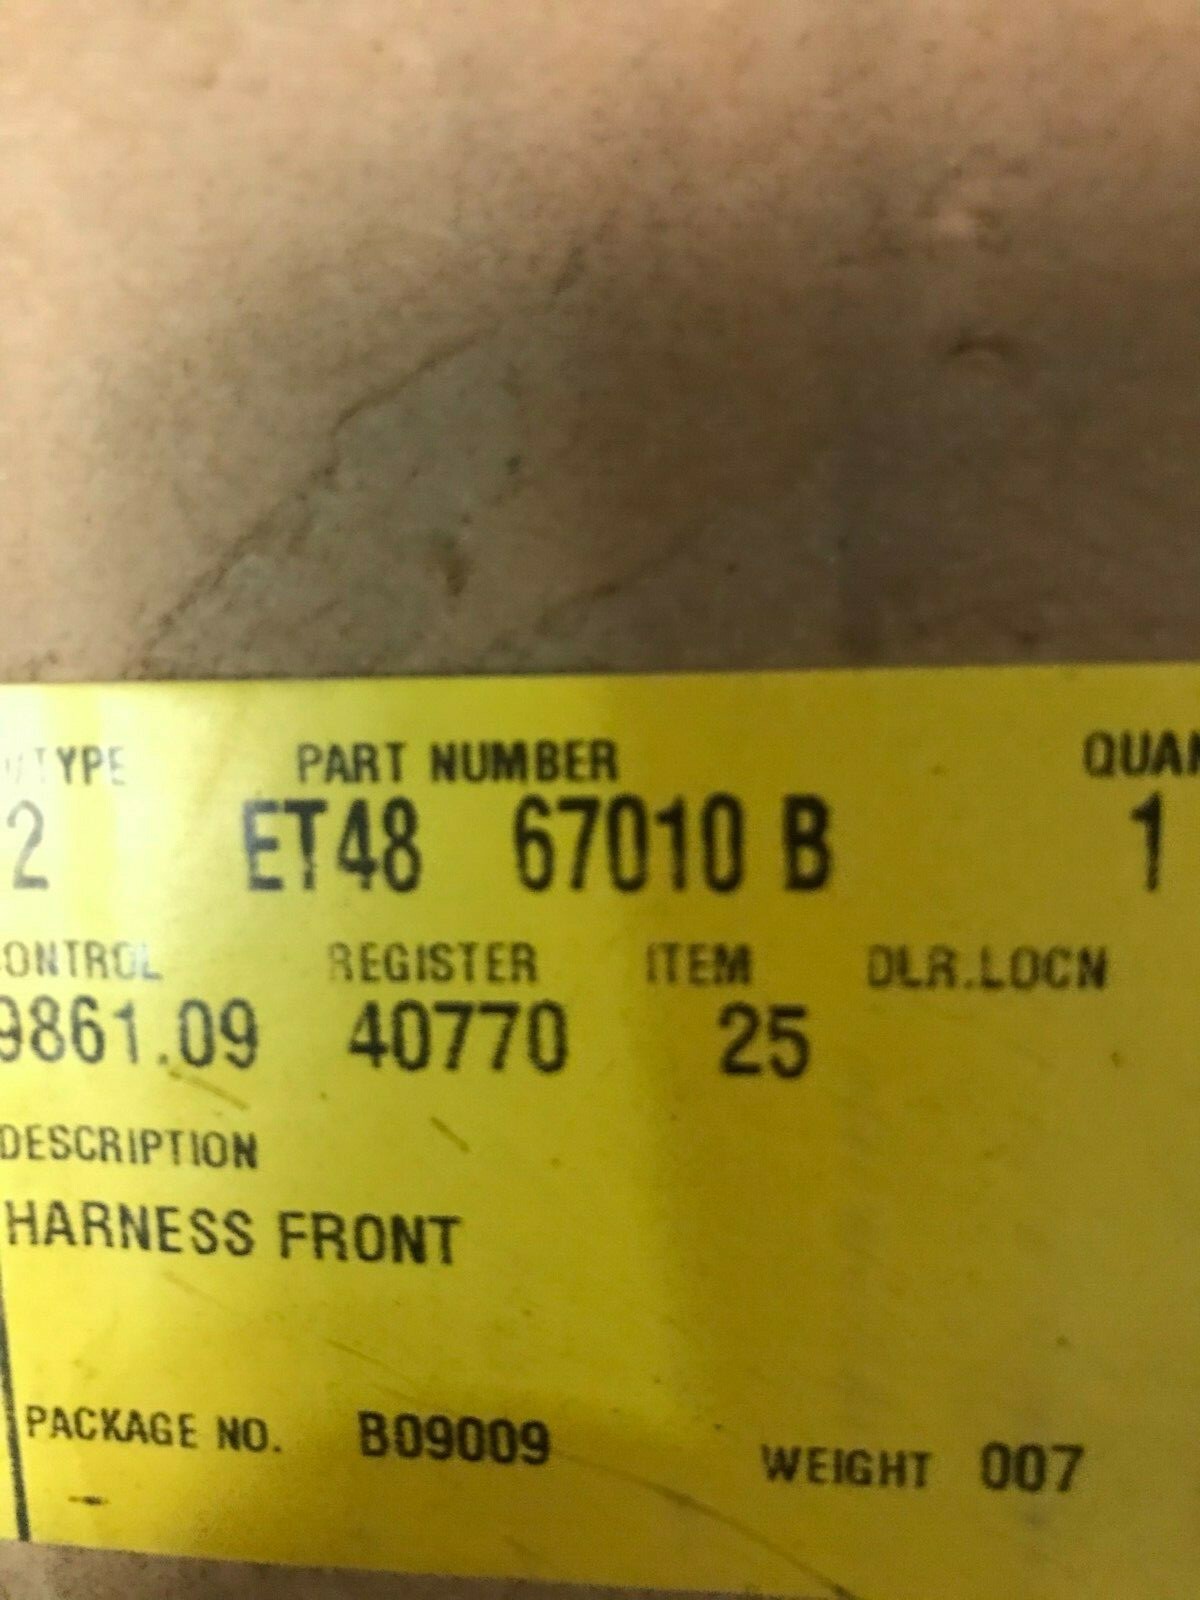 TYPE PART NUMBER QUAN
2 ET48 67010 B 1
ONTROL REGISTER ITEM DLR.LOCN
9861.09 40770 25
DESCRIPTION
HARNESS FRONT
PACKAGE NO. B09009 WEIGHT 007